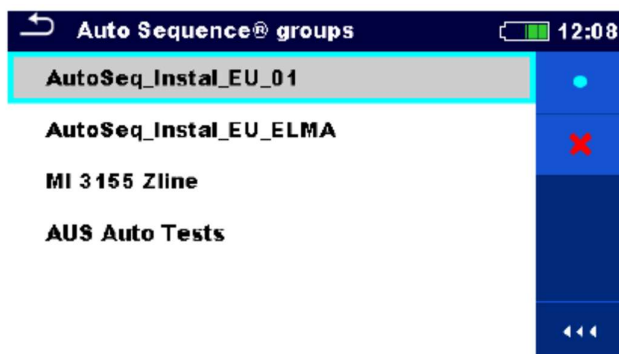 Auto Sequence® groups 12:08
AutoSeq_Instal_EU_01
AutoSeq_Instal_EU_ELMA
MI 3155 Zline
AUS Auto Tests